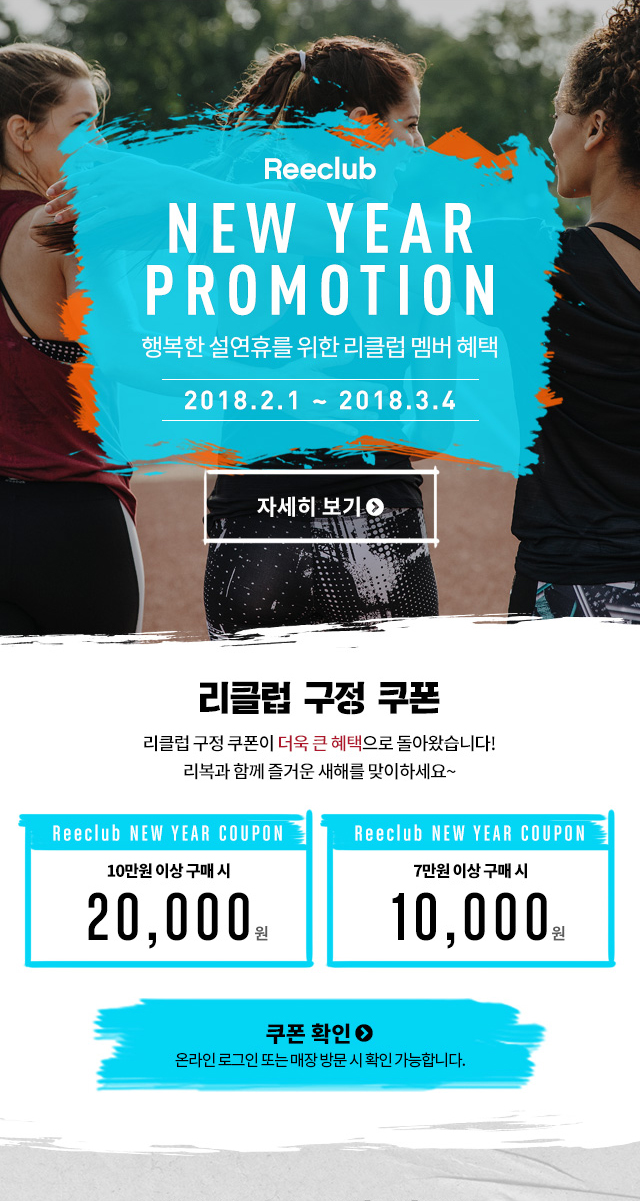 Reeclub
NEW YEAR
PROMOTION
행복한 설연휴를 위한 리클럽 멤버 혜택
2018.2.1 ~ 2018.3.4
자세히 보기
리클럽 구정 쿠폰
리클럽 구정 쿠폰이 더욱 큰 혜택으로 돌아왔습니다!
리복과 함께 즐거운 새해를 맞이하세요~
Reeclub NEW YEAR COUPON
10만원 이상 구매 시
20,000원
Reeclub NEW YEAR COUPON
7만원 이상 구매 시
10,000원
쿠폰 확인
온라인 로그인 또는 매장 방문 시 확인 가능합니다.